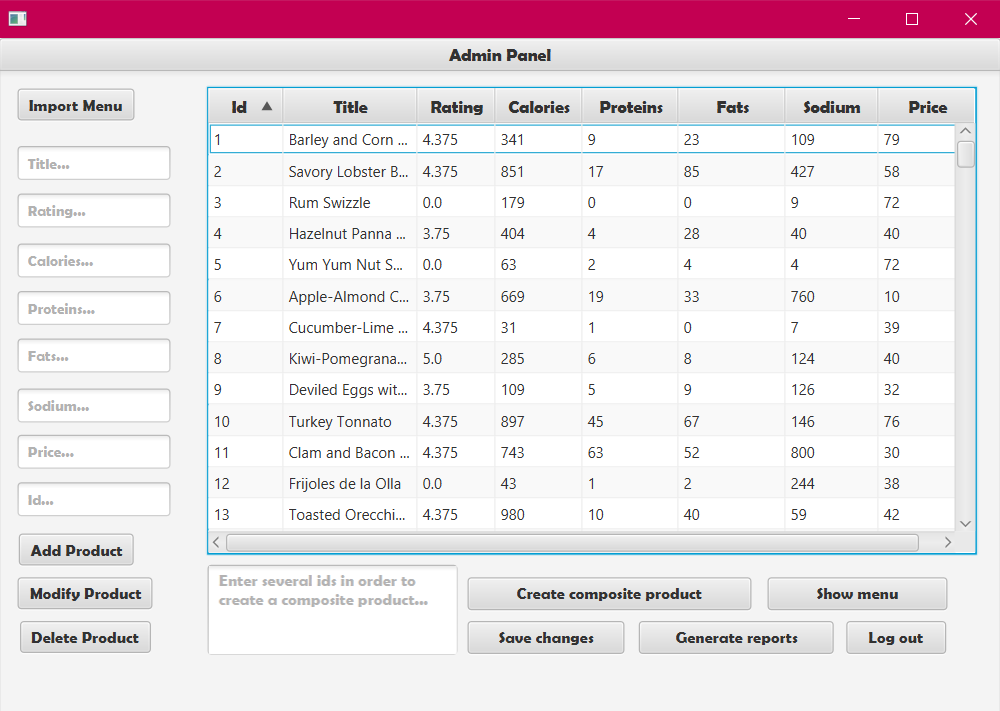 Admin Panel
Import Menu
Title...
Rating...
Calories...
Proteins...
Fats...
Sodium...
Price...
Id...
Add Product
Modify Product
Delete Product
Id Title Rating Calories Proteins Fats Sodium Price
1 Barley and Corn ... 4.375 341 9 23 109 79
2 Savory Lobster B... 4.375 851 17 85 427 58
3 Rum Swizzle 0.0 179 0 0 9 72
4 Hazelnut Panna ... 3.75 404 4 28 40 40
5 Yum Yum Nut S... 0.0 63 2 4 4 72
6 Apple-Almond C... 3.75 669 19 33 760 10
7 Cucumber-Lime ... 4.375 31 1 0 7 39
8 Kiwi-Pomegrana... 5.0 285 6 8 124 40
9 Deviled Eggs wit... 3.75 109 5 9 126 32
10 Turkey Tonnato 4.375 897 45 67 146 76
11 Clam and Bacon ... 4.375 743 63 52 800 30
12 Frijoles de la Olla 0.0 43 1 2 244 38
13 Toasted Orecchi... 4.375 980 10 40 59 42
Enter several ids in order to
create a composite product...
Create composite product
Show menu
Save changes
Generate reports
Log out